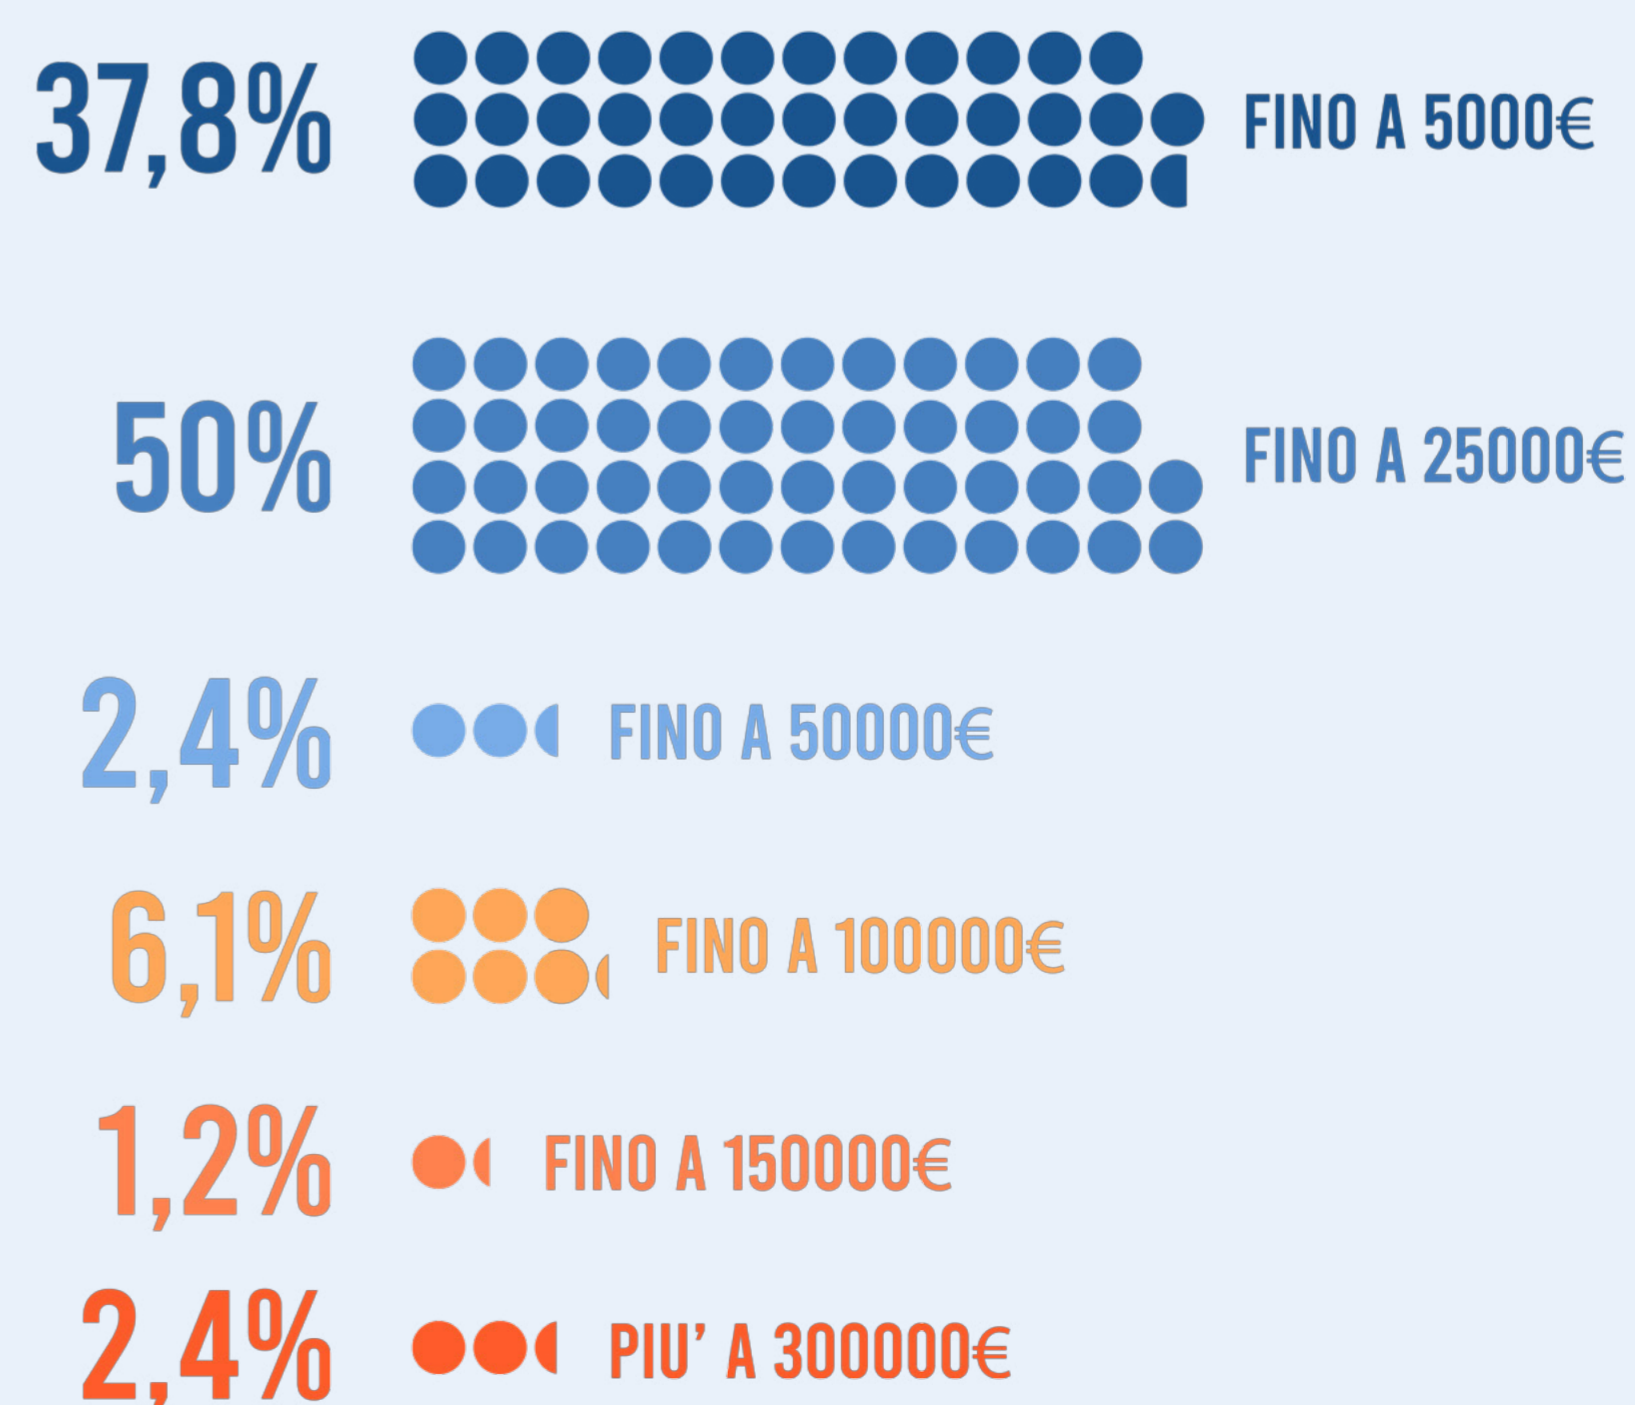 37,8% FINO A 5000€
50% FINO A 25000€
2,4% FINO A 50000€
6,1% FINO A 100000€
1,2% FINO A 150000€
2,4% PIU’ A 300000€